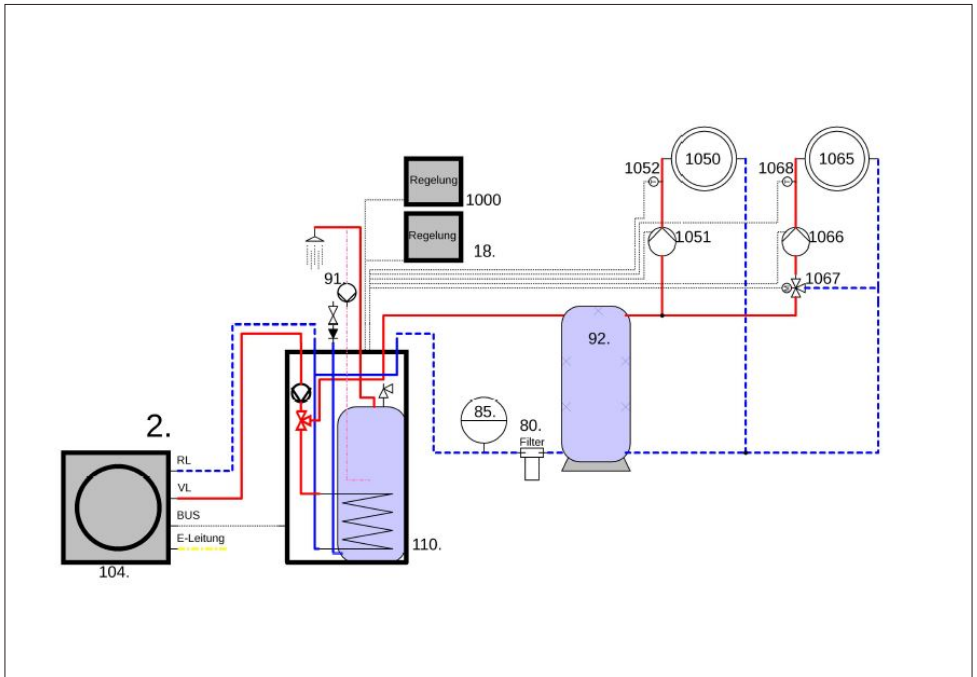 1052
1050
1068
1065
Regelung
1000
Regelung
18.
1051
1066
91.
1067
92.
2.
85.
80.
Filter
RL
VL
BUS
E-Leitung
110.
104.